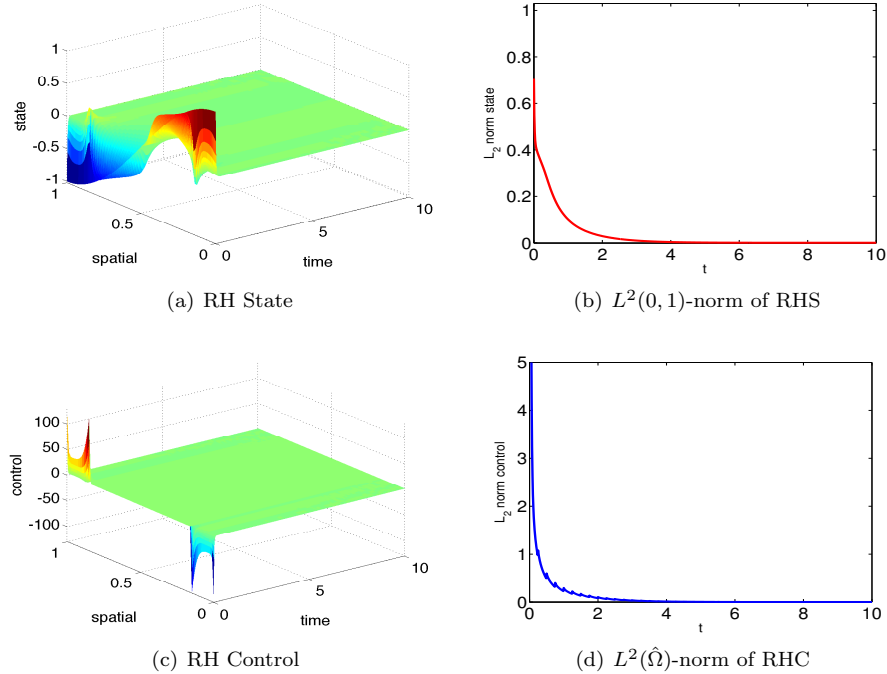 1
0.5
0
-0.5
-1
state
1
0.5
0
spatial
0
5
10
time
(a) RH State
1
0.8
0.6
0.4
0.2
0
L2 norm state
0 2 4 6 8 10
t
(b) L²(0, 1)-norm of RHS
100
50
0
-50
-100
control
1
0.5
0
spatial
0
5
10
time
(c) RH Control
5
4
3
2
1
0
L2 norm control
0 2 4 6 8 10
t
(d) L²(Ω̂)-norm of RHC